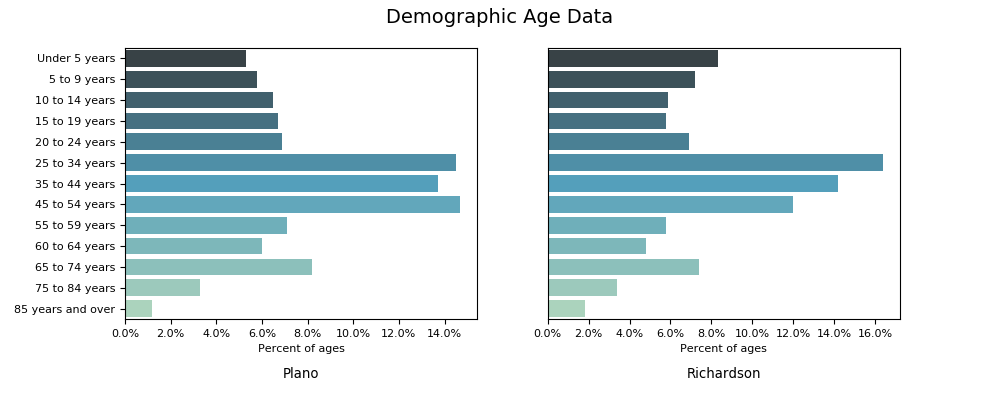 Demographic Age Data
Under 5 years
5 to 9 years
10 to 14 years
15 to 19 years
20 to 24 years
25 to 34 years
35 to 44 years
45 to 54 years
55 to 59 years
60 to 64 years
65 to 74 years
75 to 84 years
85 years and over
0.0% 2.0% 4.0% 6.0% 8.0% 10.0% 12.0% 14.0%
Percent of ages
Plano
0.0% 2.0% 4.0% 6.0% 8.0% 10.0% 12.0% 14.0% 16.0%
Percent of ages
Richardson